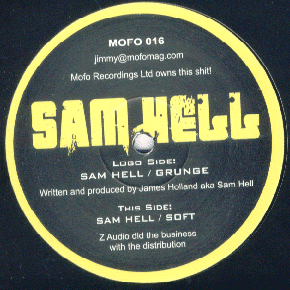 MOFO 016
jimmy@mofomag.com
Mofo Recordings Ltd owns this shit!
SAM HELL
LOGO SIDE:
SAM HELL / GRUNGE
Written and produced by James Holland aka Sam Hell
THIS SIDE:
SAM HELL / SOFT
Z Audio did the business
with the distribution